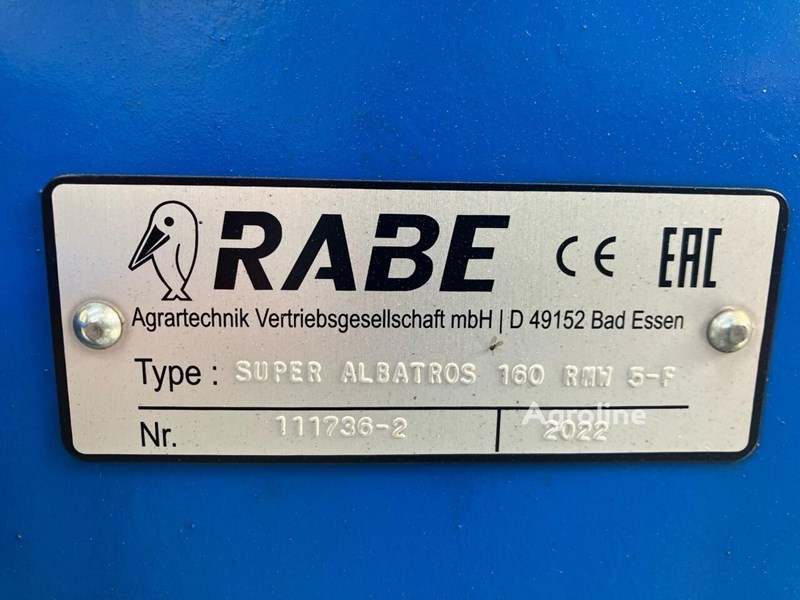 RABE CE EAC
Agrartechnik Vertriebsgesellschaft mbH | D 49152 Bad Essen
Type : SUPER ALBATROS 160 RMW 5-F
Nr. 111736-2 2022
Agroline